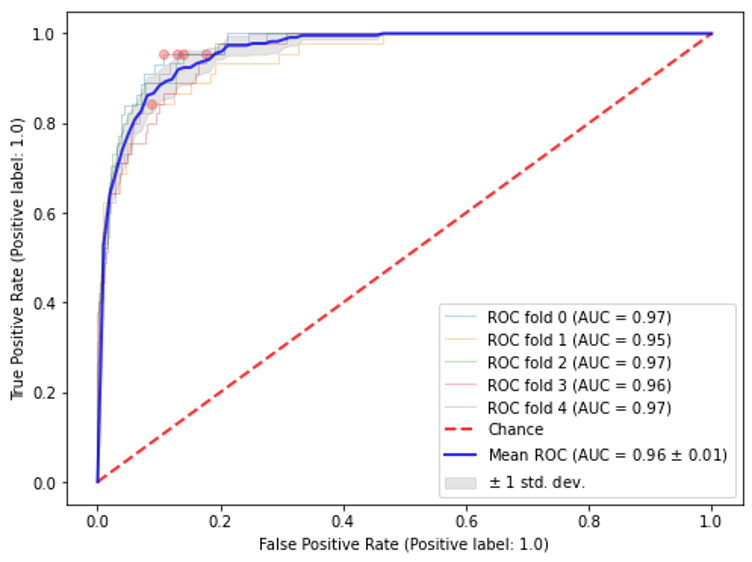 1.0
0.8
0.6
0.4
0.2
0.0
True Positive Rate (Positive label: 1.0)
ROC fold 0 (AUC = 0.97)
ROC fold 1 (AUC = 0.95)
ROC fold 2 (AUC = 0.97)
ROC fold 3 (AUC = 0.96)
ROC fold 4 (AUC = 0.97)
Chance
Mean ROC (AUC = 0.96 ± 0.01)
± 1 std. dev.
0.0 0.2 0.4 0.6 0.8 1.0
False Positive Rate (Positive label: 1.0)